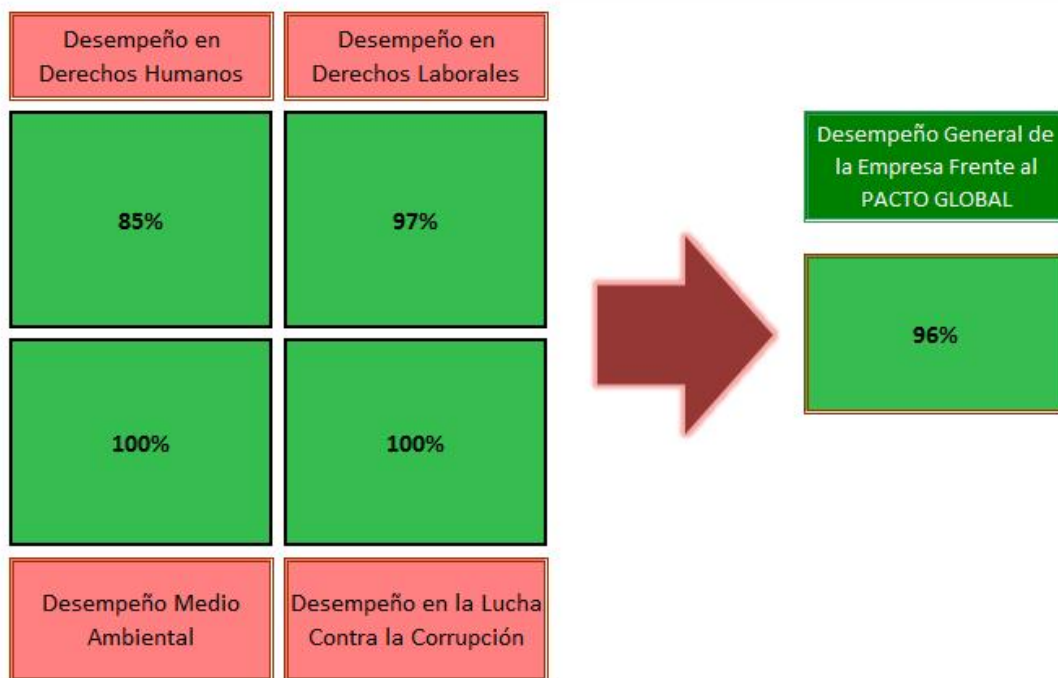 Desempeño en
Derechos Humanos
Desempeño en
Derechos Laborales
85%
97%
100%
100%
Desempeño Medio
Ambiental
Desempeño en la Lucha
Contra la Corrupción
Desempeño General de
la Empresa Frente al
PACTO GLOBAL
96%